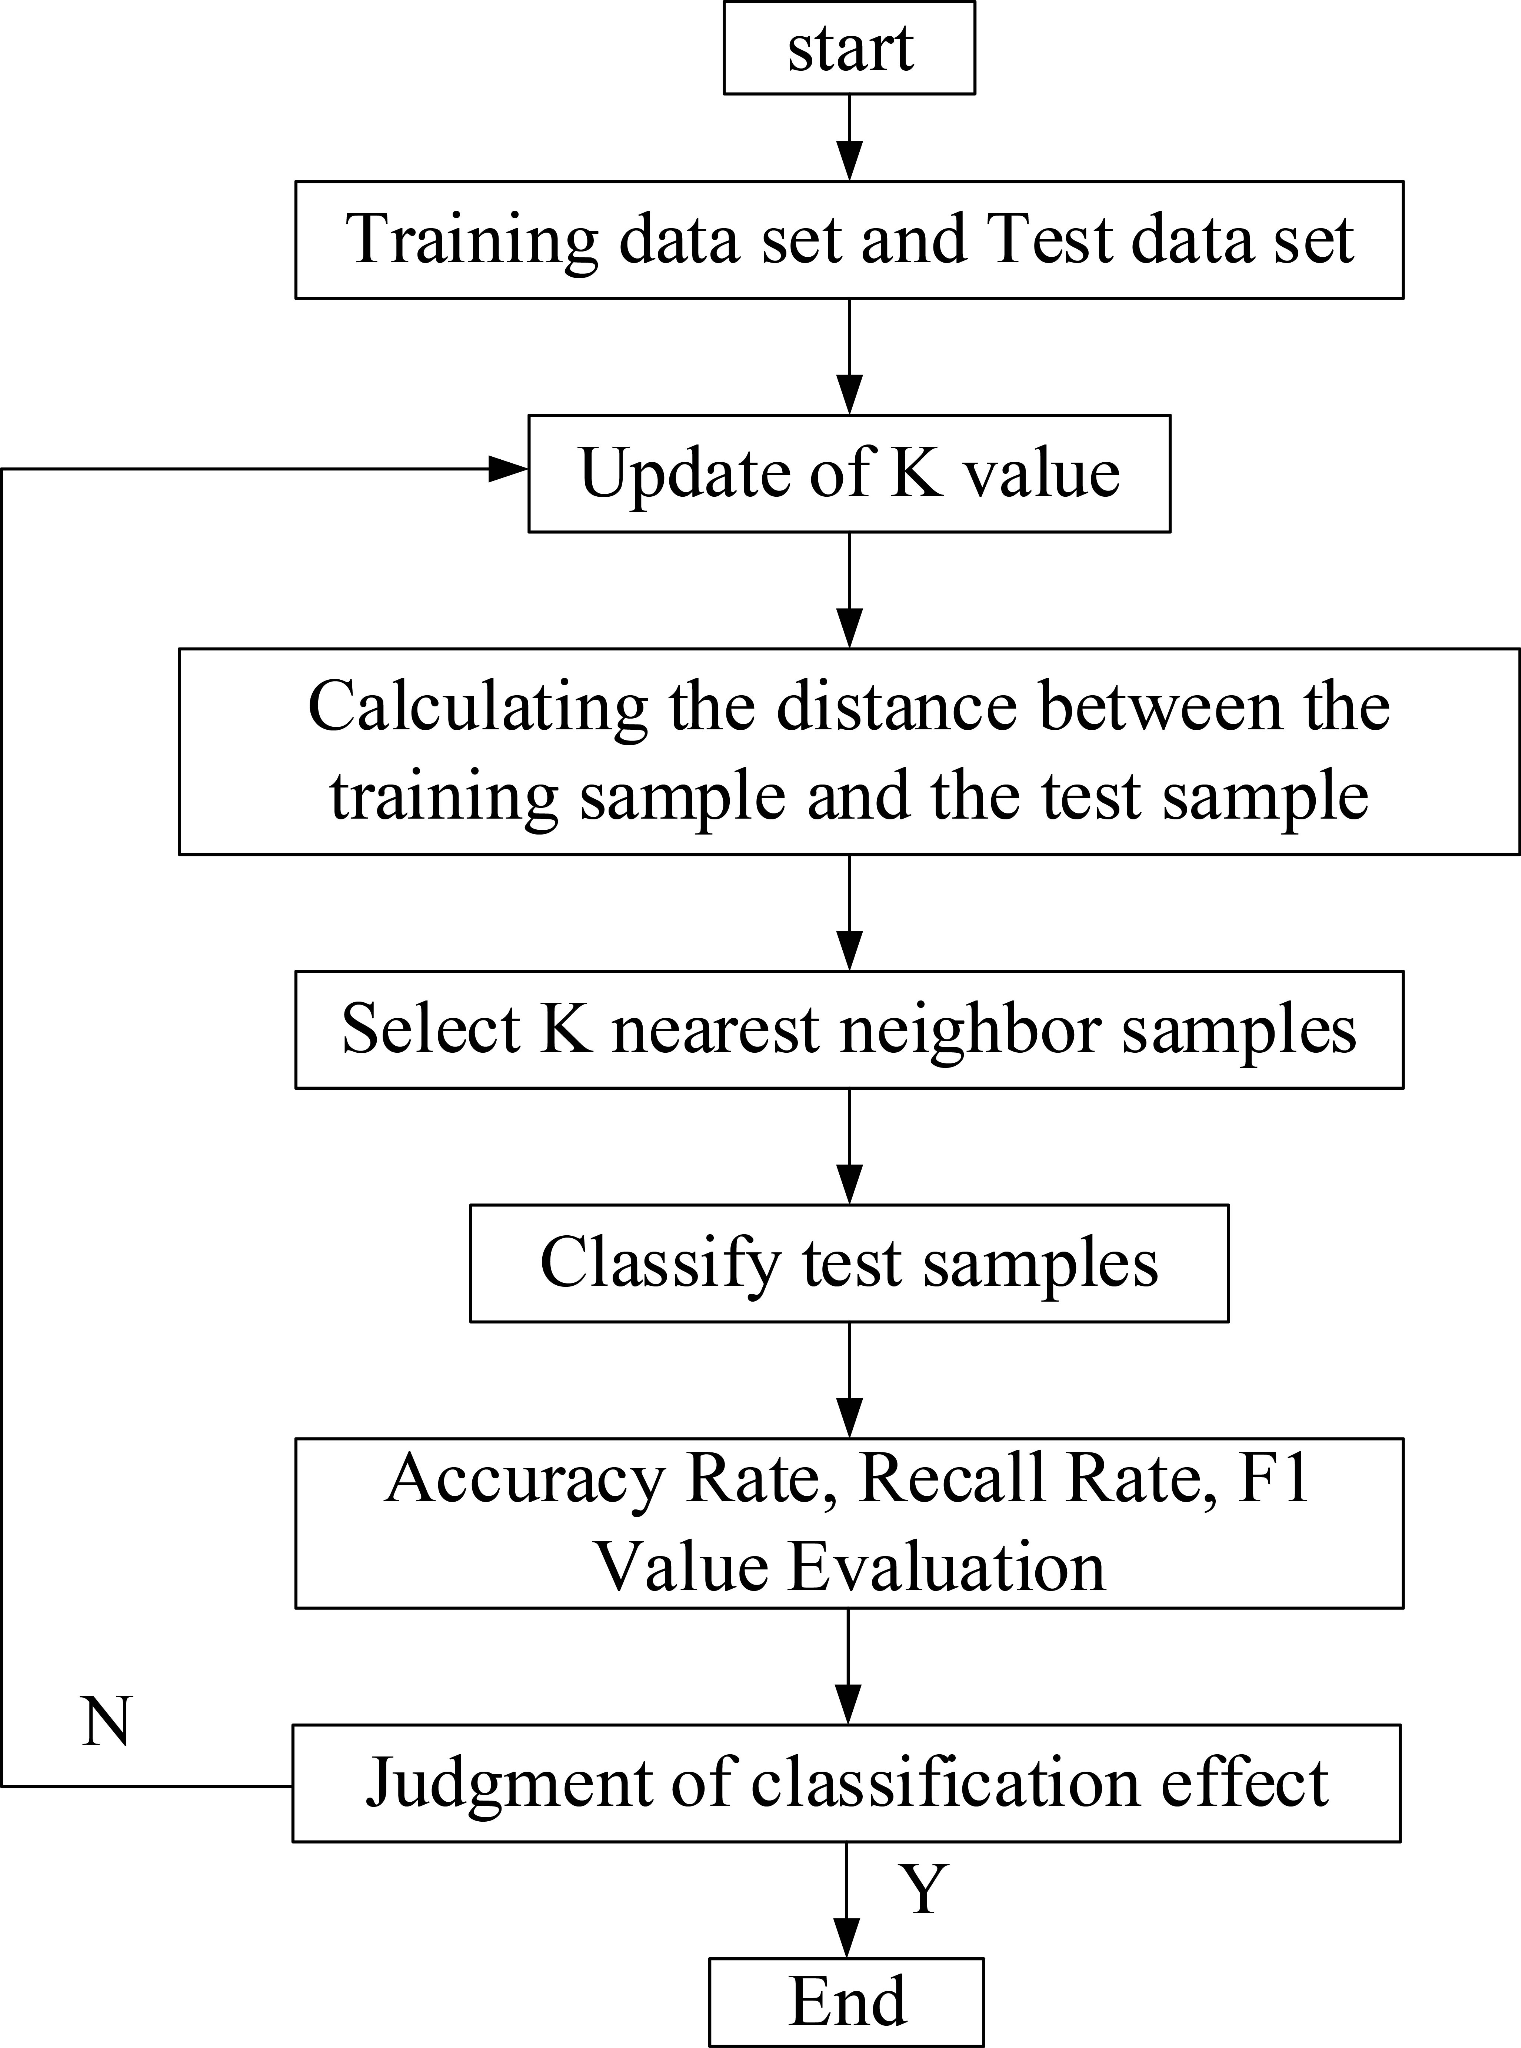 start
Training data set and Test data set
Update of K value
Calculating the distance between the
training sample and the test sample
Select K nearest neighbor samples
Classify test samples
Accuracy Rate, Recall Rate, F1
Value Evaluation
N
Judgment of classification effect
Y
End